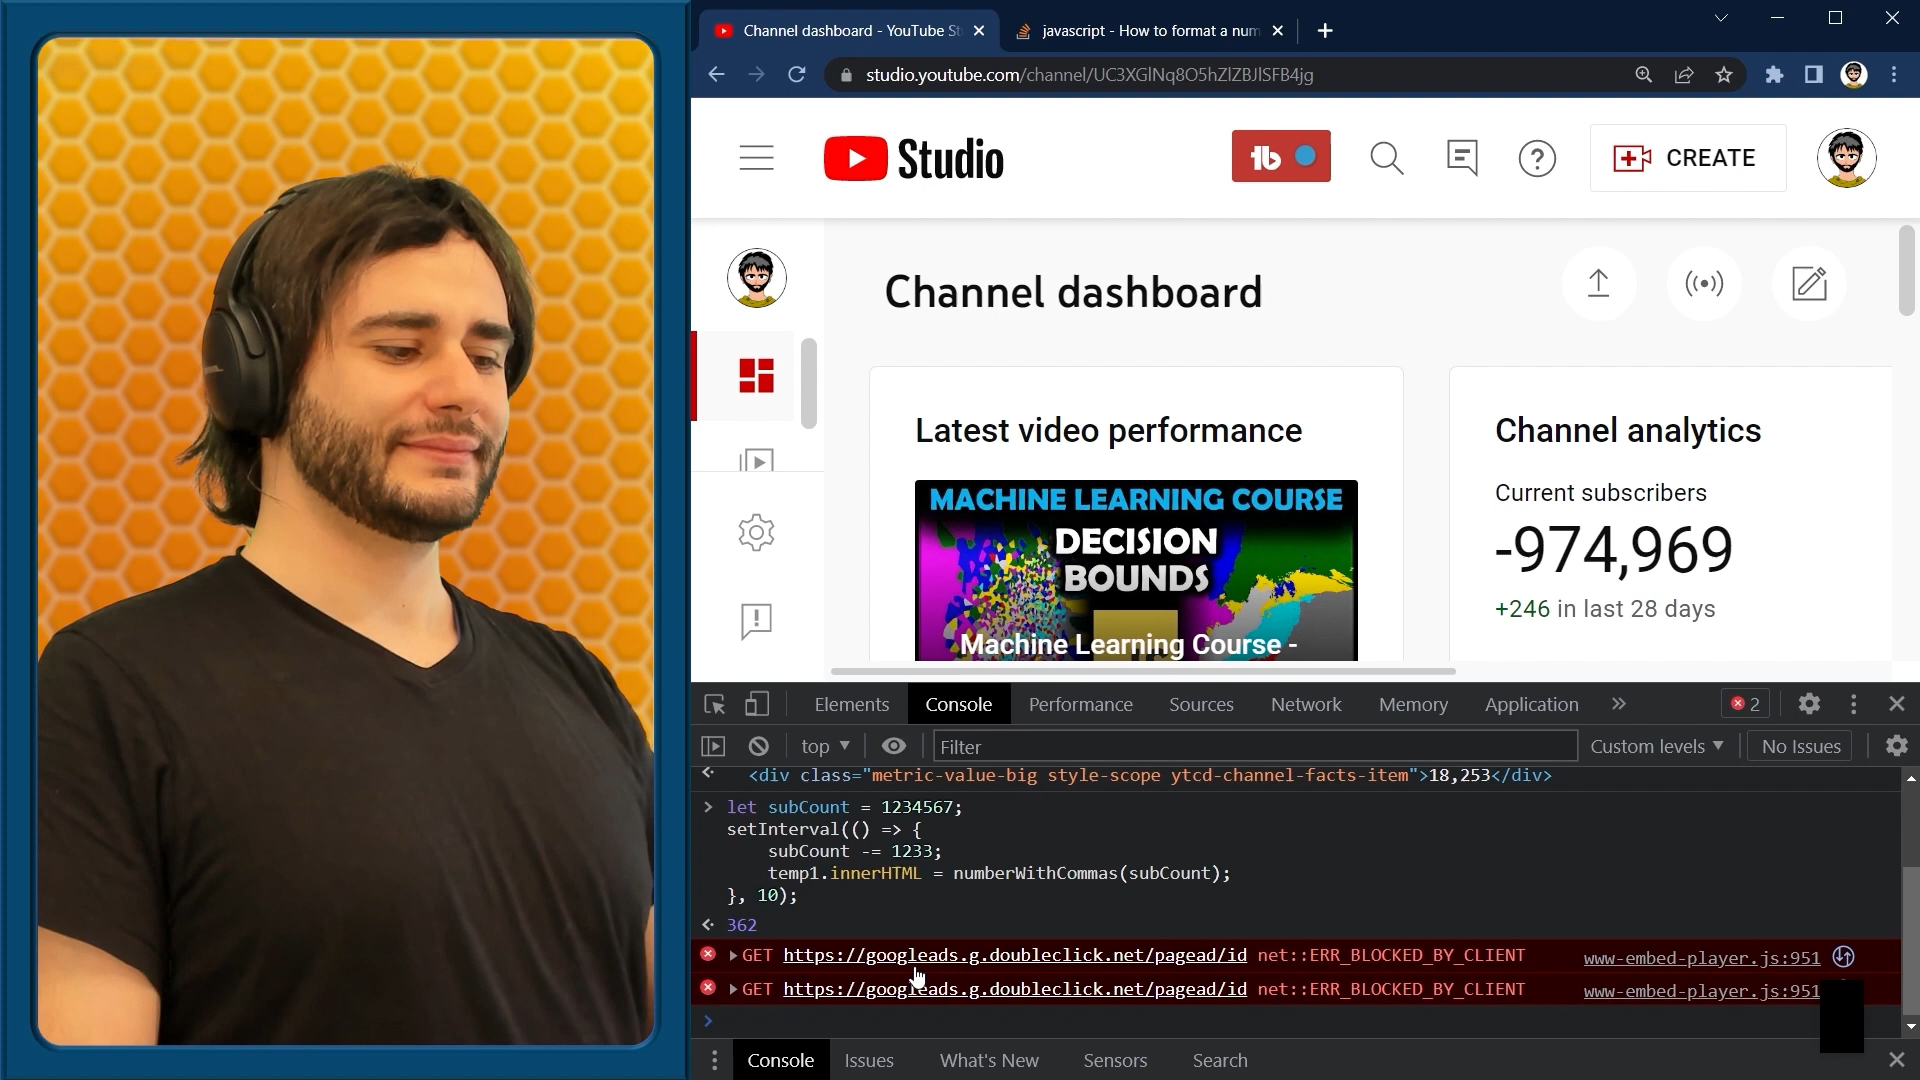 Channel dashboard - YouTube St
javascript - How to format a num
studio.youtube.com/channel/UC3XGlNq8O5hZlZBJlSFB4jg
Studio
tb
CREATE
Channel dashboard
Latest video performance
MACHINE LEARNING COURSE
DECISION
BOUNDS
Machine Learning Course -
Channel analytics
Current subscribers
-974,969
+246 in last 28 days
Elements Console Performance Sources Network Memory Application » 2
top Filter Custom levels No Issues
<div class="metric-value-big style-scope ytcd-channel-facts-item">18,253</div>
let subCount = 1234567;
setInterval(() => {
subCount -= 1233;
temp1.innerHTML = numberWithCommas(subCount);
}, 10);
362
GET https://googleads.g.doubleclick.net/pagead/id net::ERR_BLOCKED_BY_CLIENT www-embed-player.js:951
GET https://googleads.g.doubleclick.net/pagead/id net::ERR_BLOCKED_BY_CLIENT www-embed-player.js:951
Console Issues What's New Sensors Search